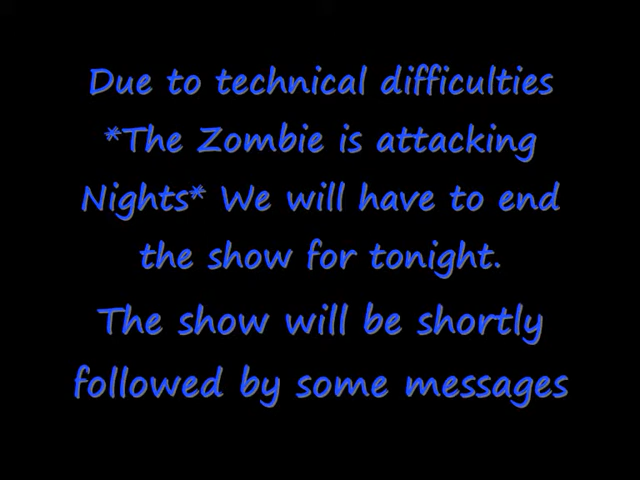 Due to technical difficulties
*The Zombie is attacking
Nights* We will have to end
the show for tonight.
The show will be shortly
followed by some messages